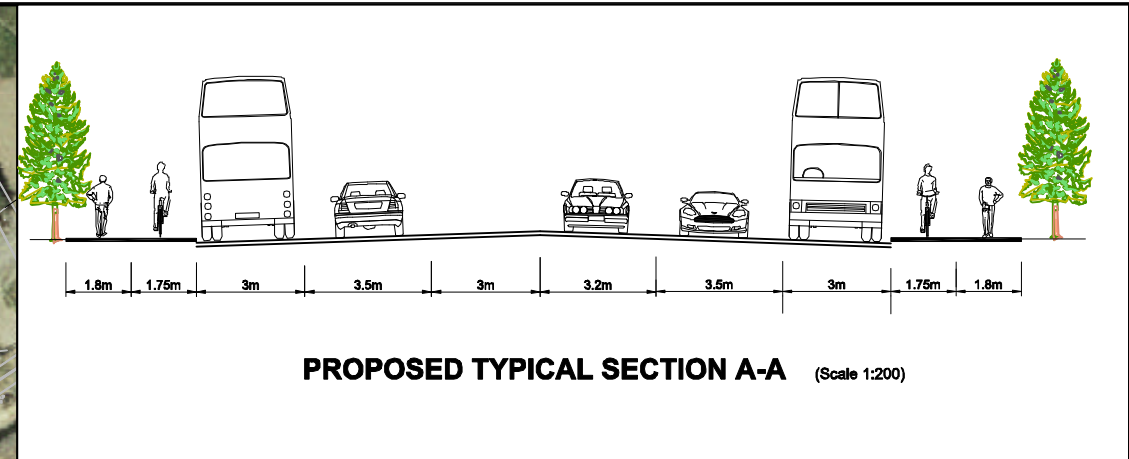 1.8m 1.75m 3m 3.5m 3m 3.2m 3.5m 3m 1.75m 1.8m
PROPOSED TYPICAL SECTION A-A (Scale 1:200)